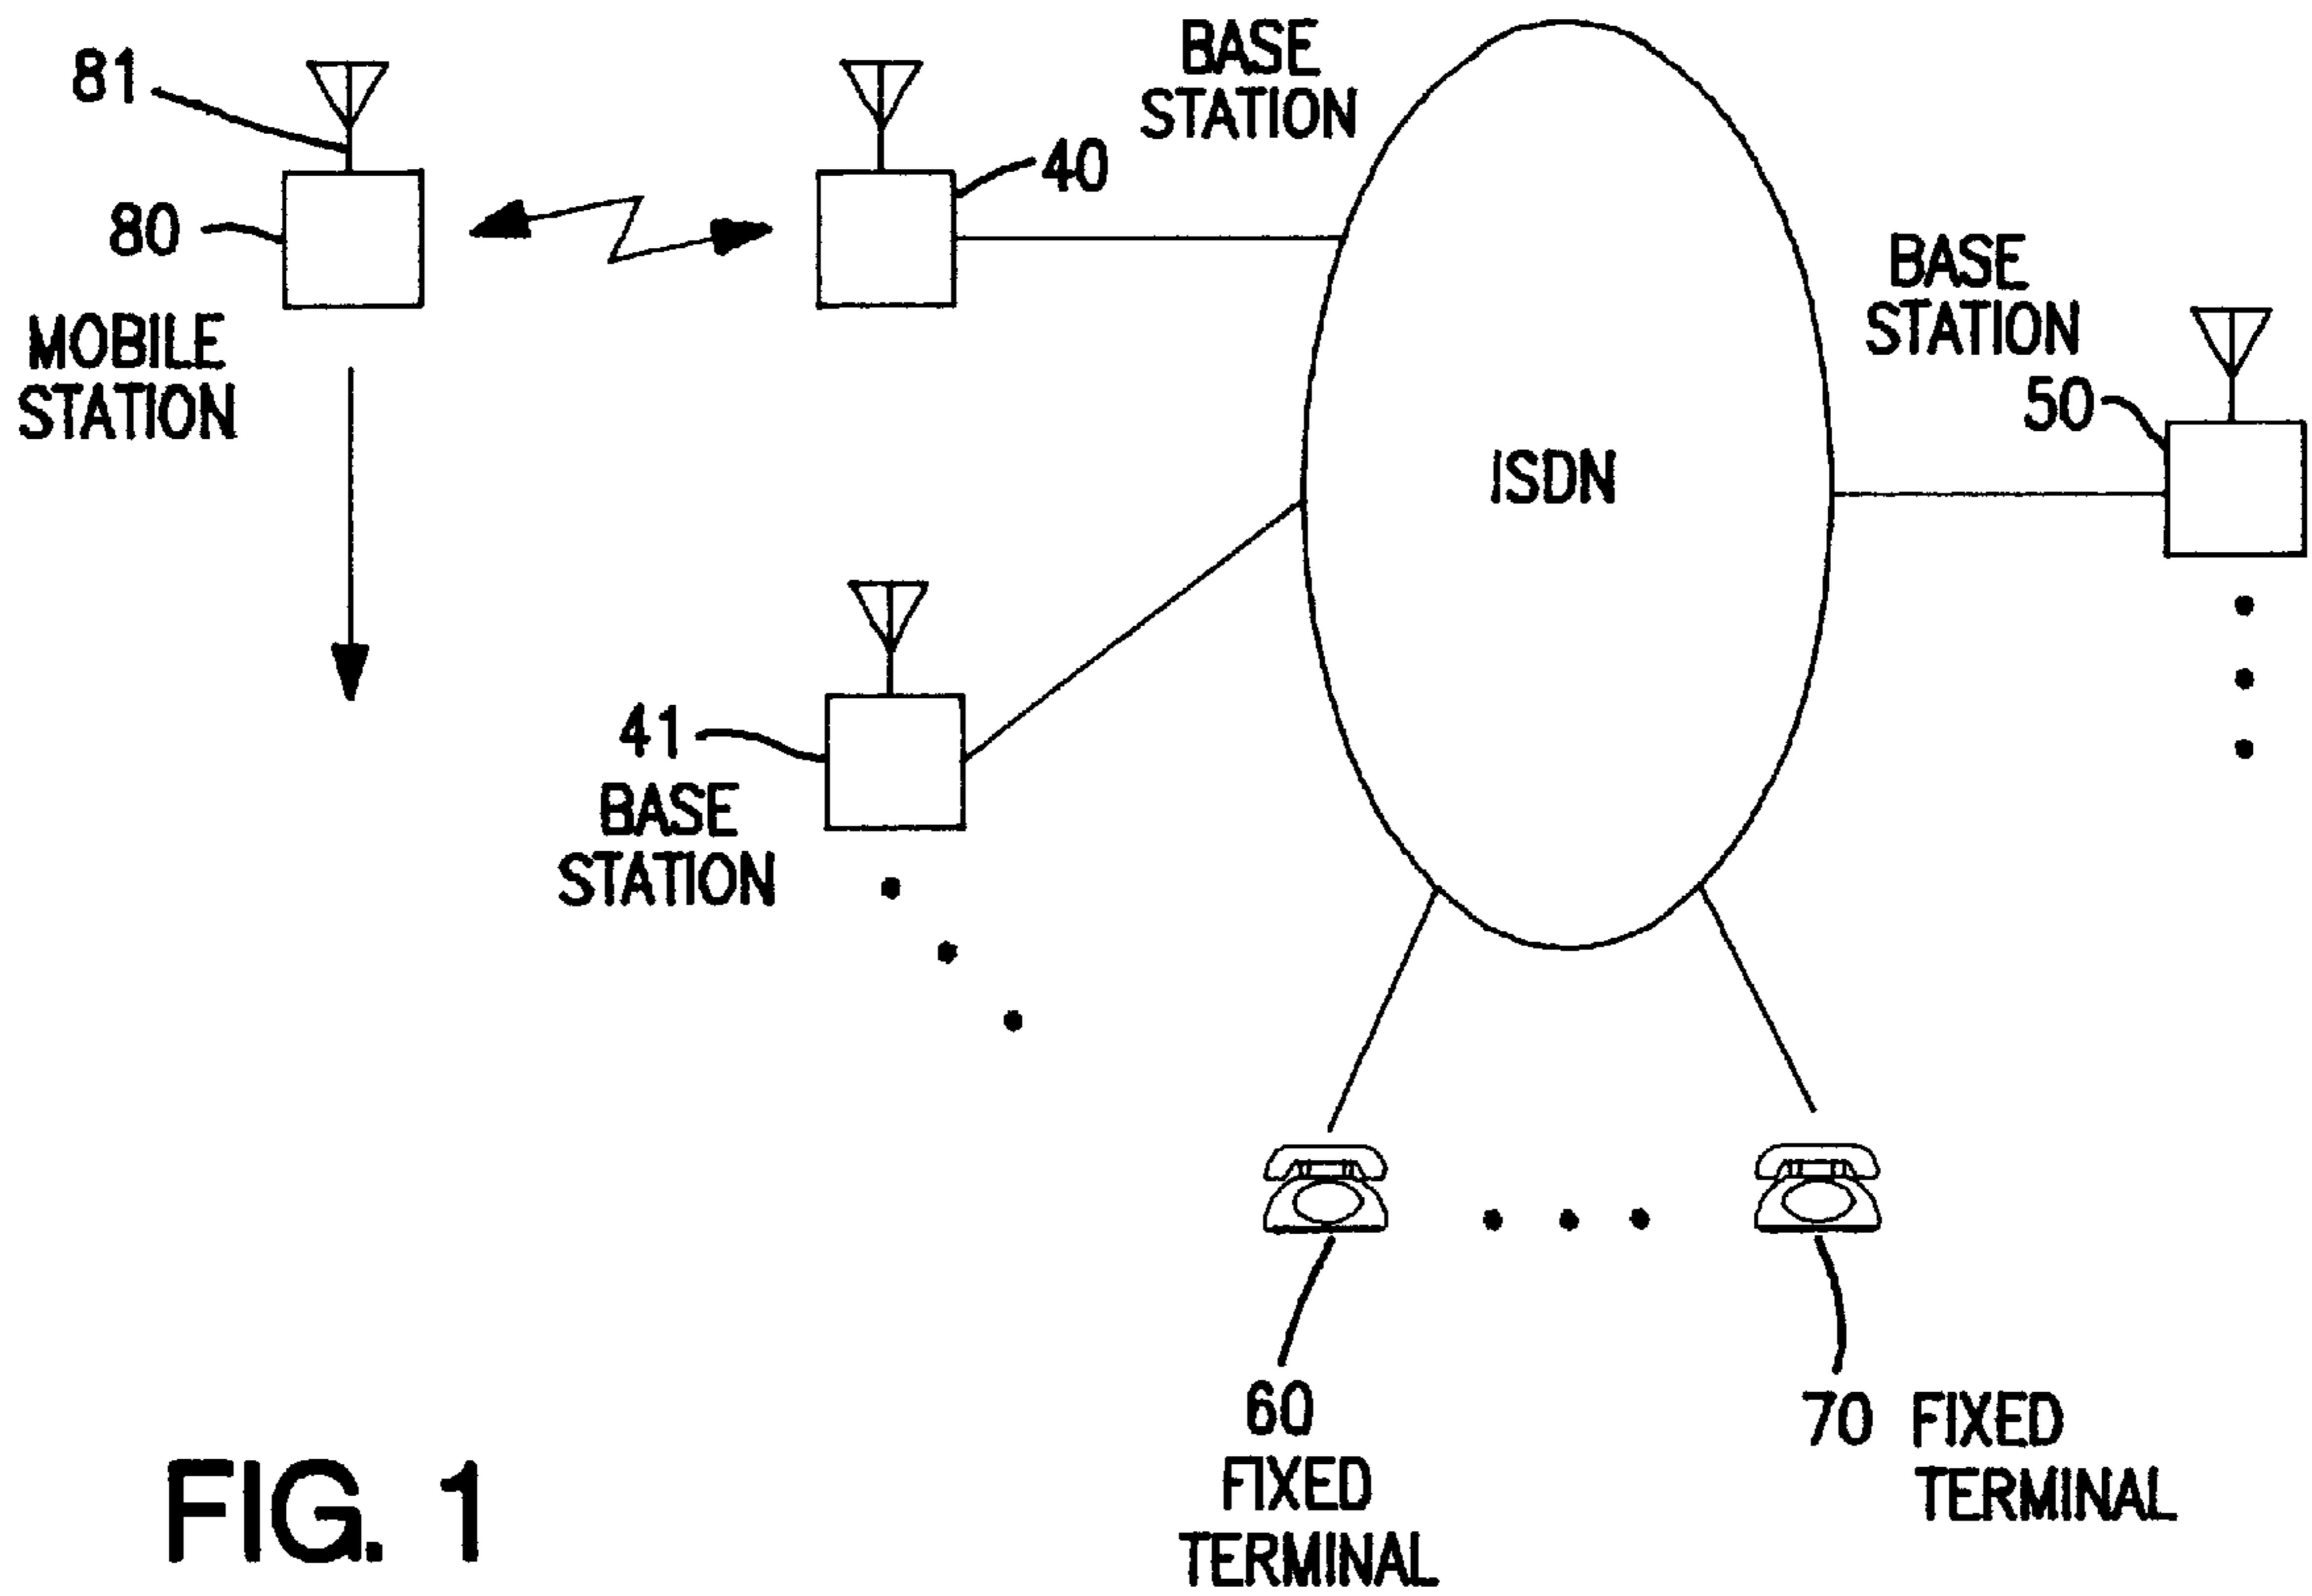 81
BASE
STATION
40
80
MOBILE
STATION
BASE
STATION
50
ISDN
41
BASE
STATION
60
FIXED
TERMINAL
70 FIXED
TERMINAL
FIG. 1